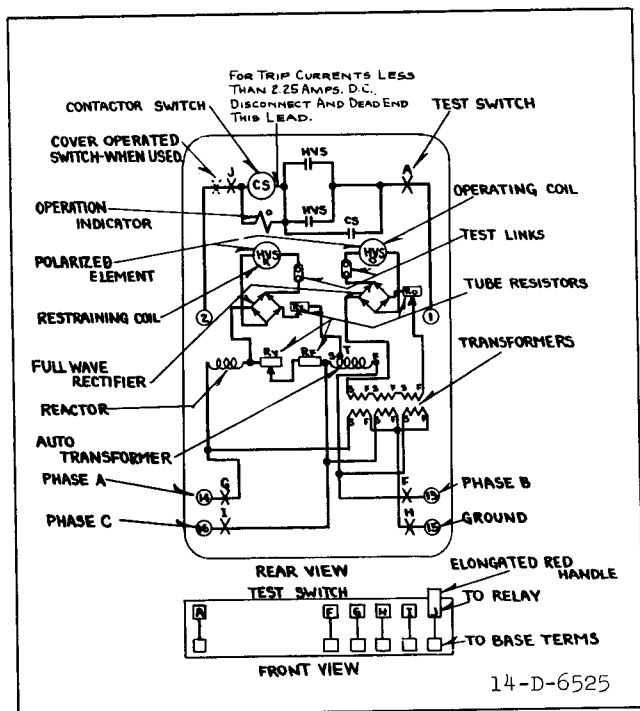 FOR TRIP CURRENTS LESS
THAN 2.25 AMPS. D.C.,
DISCONNECT AND DEAD END
THIS LEAD.
CONTACTOR SWITCH
TEST SWITCH
COVER OPERATED
SWITCH-WHEN USED
J
CS
HVS
A
OPERATION
INDICATOR
HVS
CS
OPERATING COIL
POLARIZED
ELEMENT
HVS
R
HVS
O
TEST LINKS
RESTRAINING COIL
TUBE RESISTORS
2
1
FULL WAVE
RECTIFIER
TRANSFORMERS
S
T
F
REACTOR
S F S F S F
S F S F S F
AUTO
TRANSFORMER
PHASE A
14
G
F
13
PHASE B
PHASE C
16
I
H
15
GROUND
REAR VIEW
ELONGATED RED
HANDLE
TEST SWITCH
A
F
G
H
I
J
TO RELAY
TO BASE TERMS
FRONT VIEW
14-D-6525